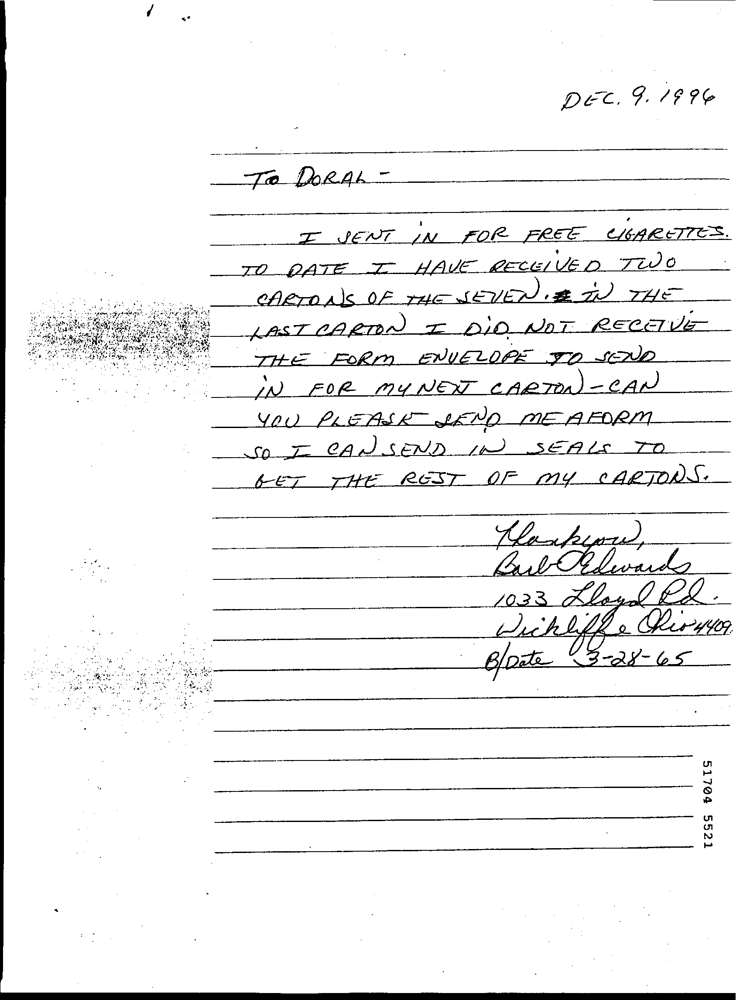 DEC. 9. 1996
To DORAL -
I SENT IN FOR FREE CIGARETTES.
TO DATE I HAVE RECEIVED TWO
CARTONS OF THE SEVEN. IN THE
LAST CARTON I DID NOT RECEIVE
THE FORM ENVELOPE TO SEND
IN FOR MY NEXT CARTON - CAN
YOU PLEASE SEND ME A FORM
SO I CAN SEND IN SEALS TO
GET THE REST OF MY CARTONS.
Thankyou,
Barb Edwards
1033 Lloyd Rd.
Wickliffe Ohio 4409
B/Date 3-28-65
51704 5521